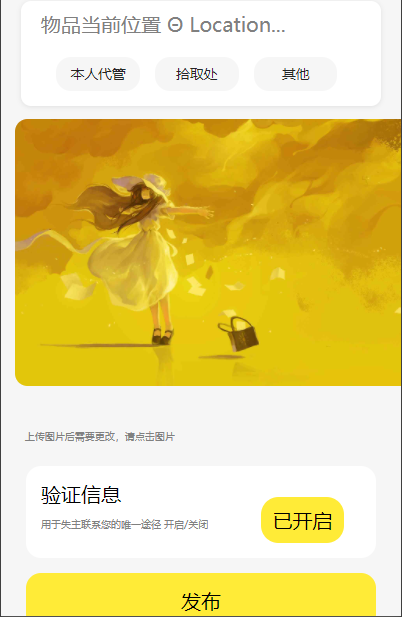 物品当前位置 Θ Location...
本人代管 拾取处 其他
上传图片后需要更改，请点击图片
验证信息
用于失主联系您的唯一途径 开启/关闭
已开启
发布